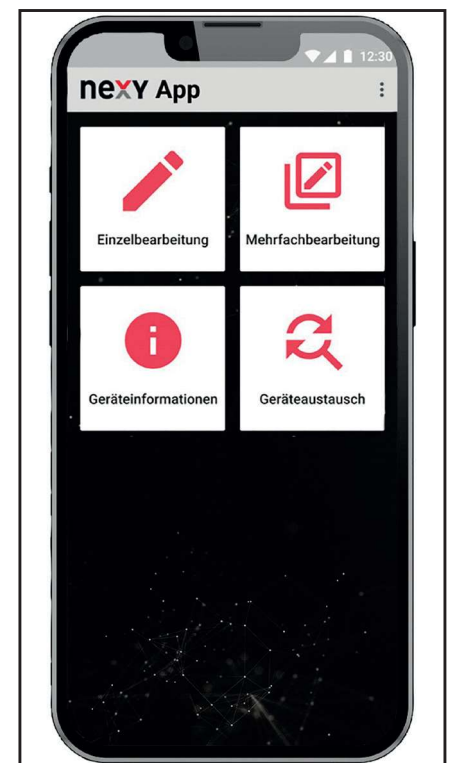 12:30
neXY App
Einzelbearbeitung
Mehrfachbearbeitung
Geräteinformationen
Geräteaustausch